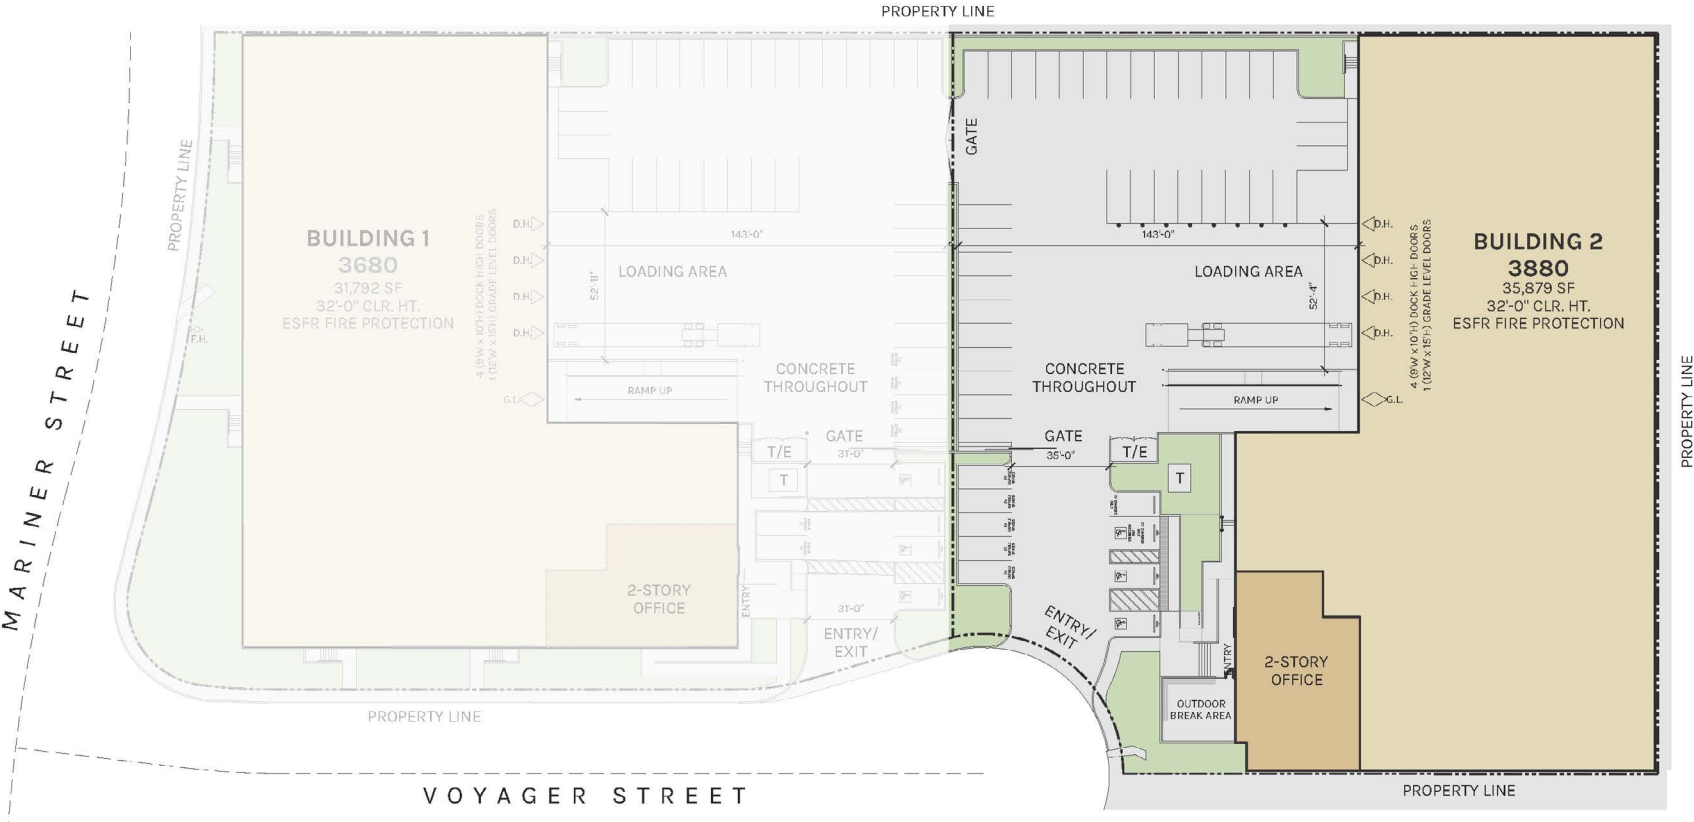 PROPERTY LINE
PROPERTY LINE
MARINER STREET
BUILDING 1
3680
31,792 SF
32'-0" CLR. HT.
ESFR FIRE PROTECTION
F.H.
4 (9'W x 10'H) DOCK HIGH DOORS
1 (12'W x 15'H) GRADE LEVEL DOORS
D.H.
D.H.
D.H.
D.H.
G.L.
143'-0"
LOADING AREA
52'-11"
CONCRETE
THROUGHOUT
RAMP UP
GATE
31'-0"
T/E
T
2-STORY
OFFICE
ENTRY
31'-0"
ENTRY/
EXIT
PROPERTY LINE
GATE
143'-0"
LOADING AREA
52'-4"
CONCRETE
THROUGHOUT
RAMP UP
GATE
35'-0"
T/E
T
D.H.
D.H.
D.H.
D.H.
G.L.
4 (9'W x 10'H) DOCK HIGH DOORS
1 (12'W x 15'H) GRADE LEVEL DOORS
BUILDING 2
3880
35,879 SF
32'-0" CLR. HT.
ESFR FIRE PROTECTION
PROPERTY LINE
ENTRY/
EXIT
NTRY
2-STORY
OFFICE
OUTDOOR
BREAK AREA
VOYAGER STREET
PROPERTY LINE